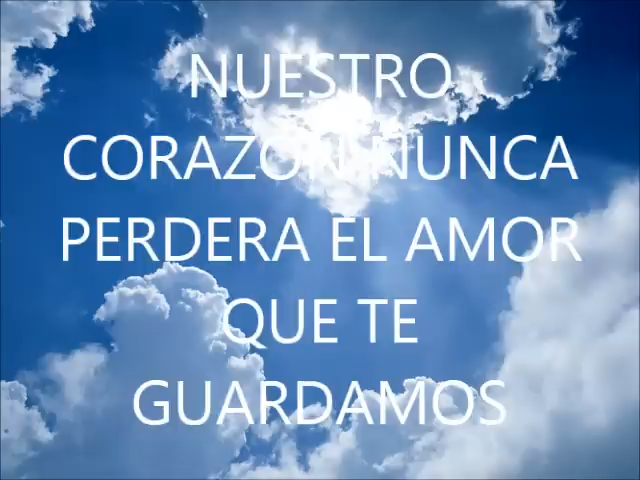 NUESTRO
CORAZON NUNCA
PERDERA EL AMOR
QUE TE
GUARDAMOS